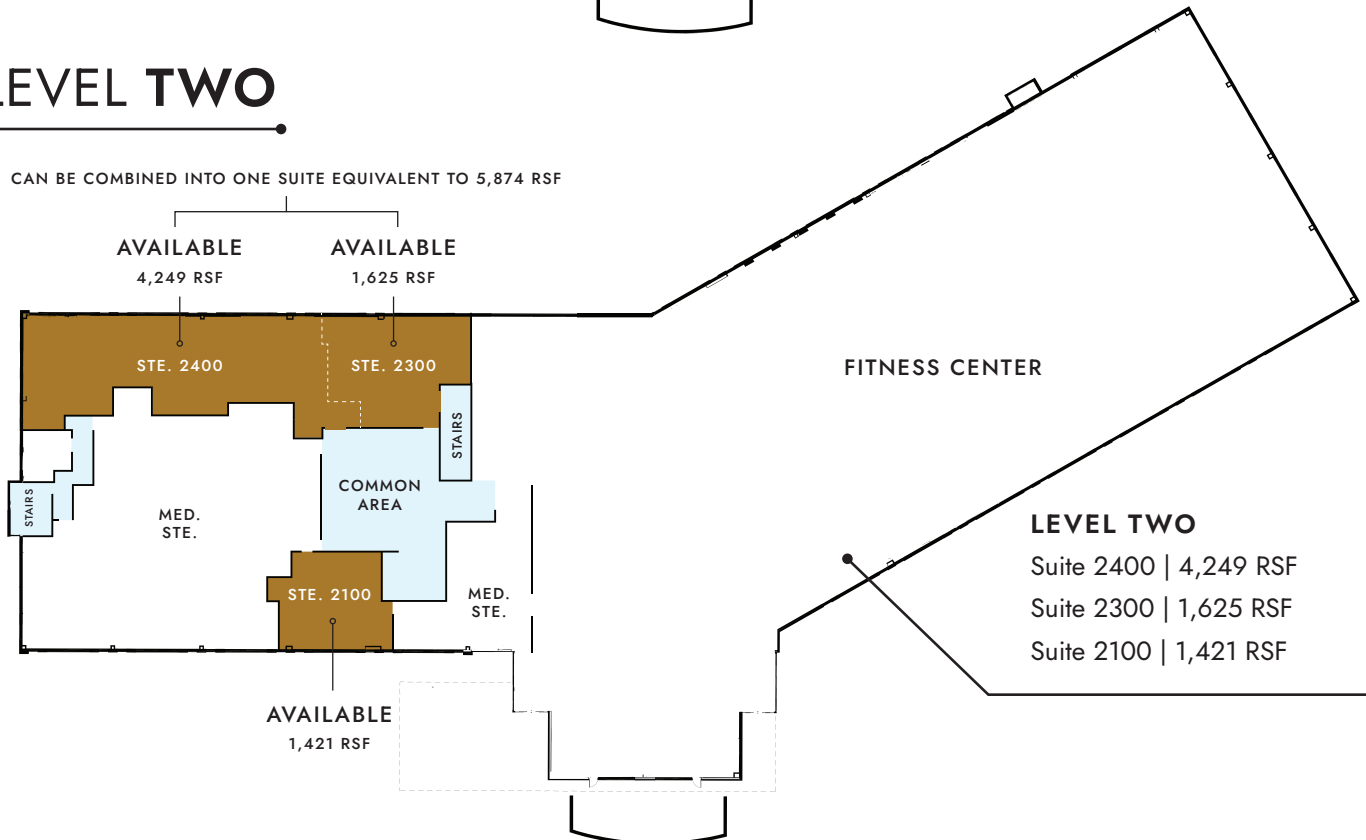 LEVEL TWO
CAN BE COMBINED INTO ONE SUITE EQUIVALENT TO 5,874 RSF
AVAILABLE
4,249 RSF
AVAILABLE
1,625 RSF
STE. 2400
STE. 2300
FITNESS CENTER
STAIRS
COMMON
AREA
STAIRS
MED.
STE.
STE. 2100
MED.
STE.
AVAILABLE
1,421 RSF
LEVEL TWO
Suite 2400 | 4,249 RSF
Suite 2300 | 1,625 RSF
Suite 2100 | 1,421 RSF